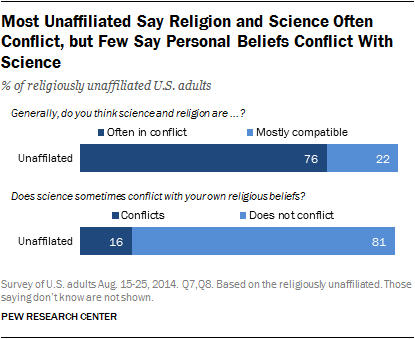 Most Unaffiliated Say Religion and Science Often
Conflict, but Few Say Personal Beliefs Conflict With
Science
% of religiously unaffiliated U.S. adults
Generally, do you think science and religion are ...?
Often in conflict Mostly compatible
Unaffilated 76 22
Does science sometimes conflict with your own religious beliefs?
Conflicts Does not conflict
Unaffilated 16 81
Survey of U.S. adults Aug. 15-25, 2014. Q7,Q8. Based on the religiously unaffiliated. Those
saying don't know are not shown.
PEW RESEARCH CENTER